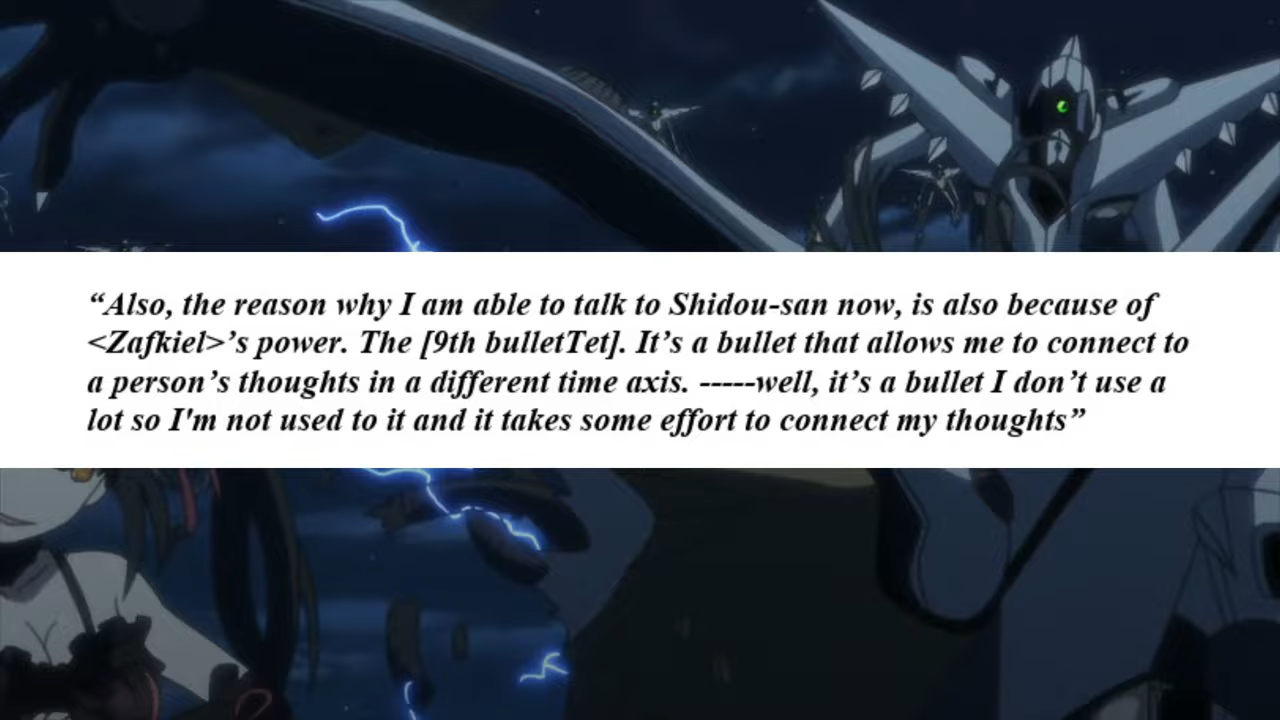 “Also, the reason why I am able to talk to Shidou-san now, is also because of
<Zafkiel>’s power. The [9th bulletTet]. It’s a bullet that allows me to connect to
a person’s thoughts in a different time axis. -----well, it’s a bullet I don’t use a
lot so I'm not used to it and it takes some effort to connect my thoughts”